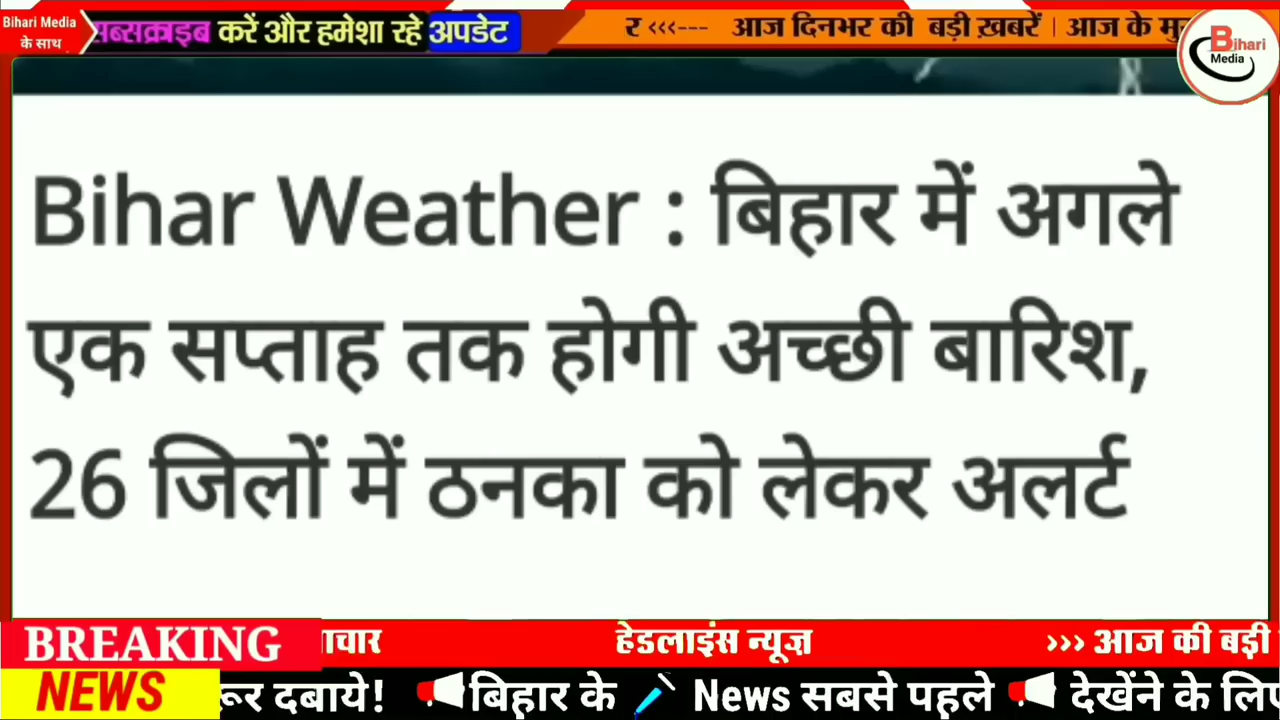 Bihari Media
के साथ
सब्सक्राइब करें और हमेशा रहे अपडेट
आज दिनभर की बड़ी ख़बरें | आज के
Bihari
Media
Bihar Weather : बिहार में अगले
एक सप्ताह तक होगी अच्छी बारिश,
26 जिलों में ठनका को लेकर अलर्ट
BREAKING
NEWS
हेडलाइंस न्यूज़ >>> आज की बड़ी
दबाये! बिहार के News सबसे पहले देखेंने के